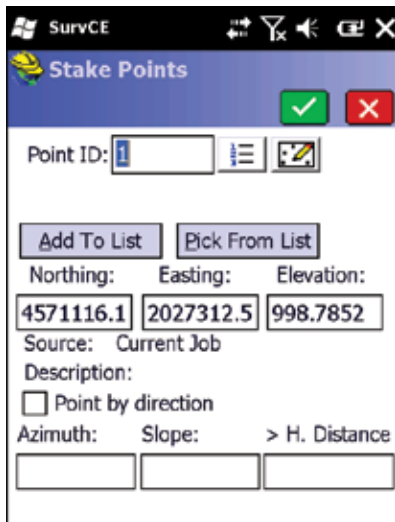 SurvCE
Stake Points
Point ID: 1
Add To List Pick From List
Northing: Easting: Elevation:
4571116.1 2027312.5 998.7852
Source: Current Job
Description:
Point by direction
Azimuth: Slope: > H. Distance